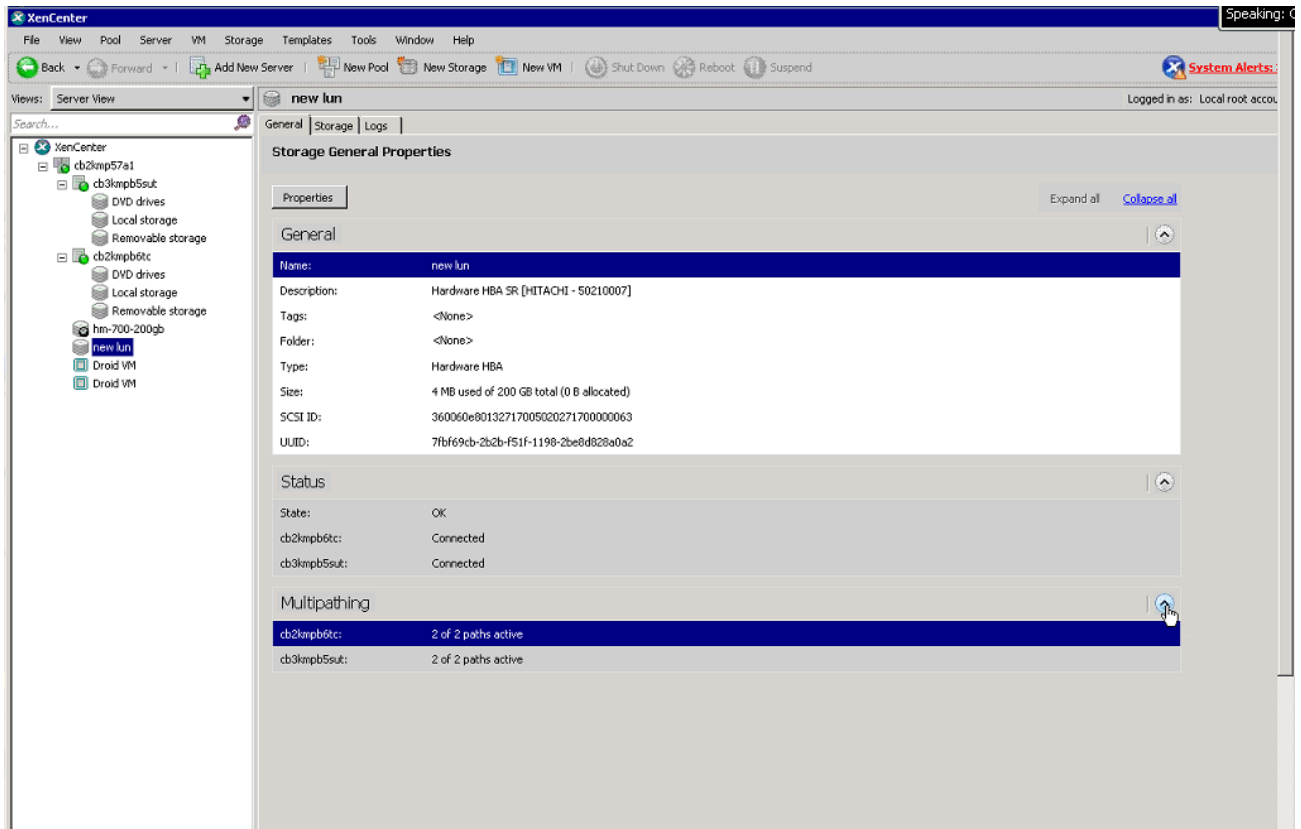 XenCenter
Speaking: C
File View Pool Server VM Storage Templates Tools Window Help
Back Forward Add New Server New Pool New Storage New VM Shut Down Reboot Suspend System Alerts:
Views: Server View new lun Logged in as: Local root accou
Search... General Storage Logs
XenCenter
Storage General Properties
cb2kmp57a1
cb3kmpb5sut
DVD drives
Properties Expand all Collapse all
Local storage
Removable storage
General
cb2kmpb6tc
Name: new lun
DVD drives
Local storage
Description: Hardware HBA SR [HITACHI - 50210007]
Removable storage
Tags: <None>
hm-700-200gb
Folder: <None>
new lun
Droid VM
Type: Hardware HBA
Droid VM
Size: 4 MB used of 200 GB total (0 B allocated)
SCSI ID: 360060e80132717005020271700000063
UUID: 7fbf69cb-2b2b-f51f-1198-2be8d828a0a2
Status
State: OK
cb2kmpb6tc: Connected
cb3kmpb5sut: Connected
Multipathing
cb2kmpb6tc: 2 of 2 paths active
cb3kmpb5sut: 2 of 2 paths active